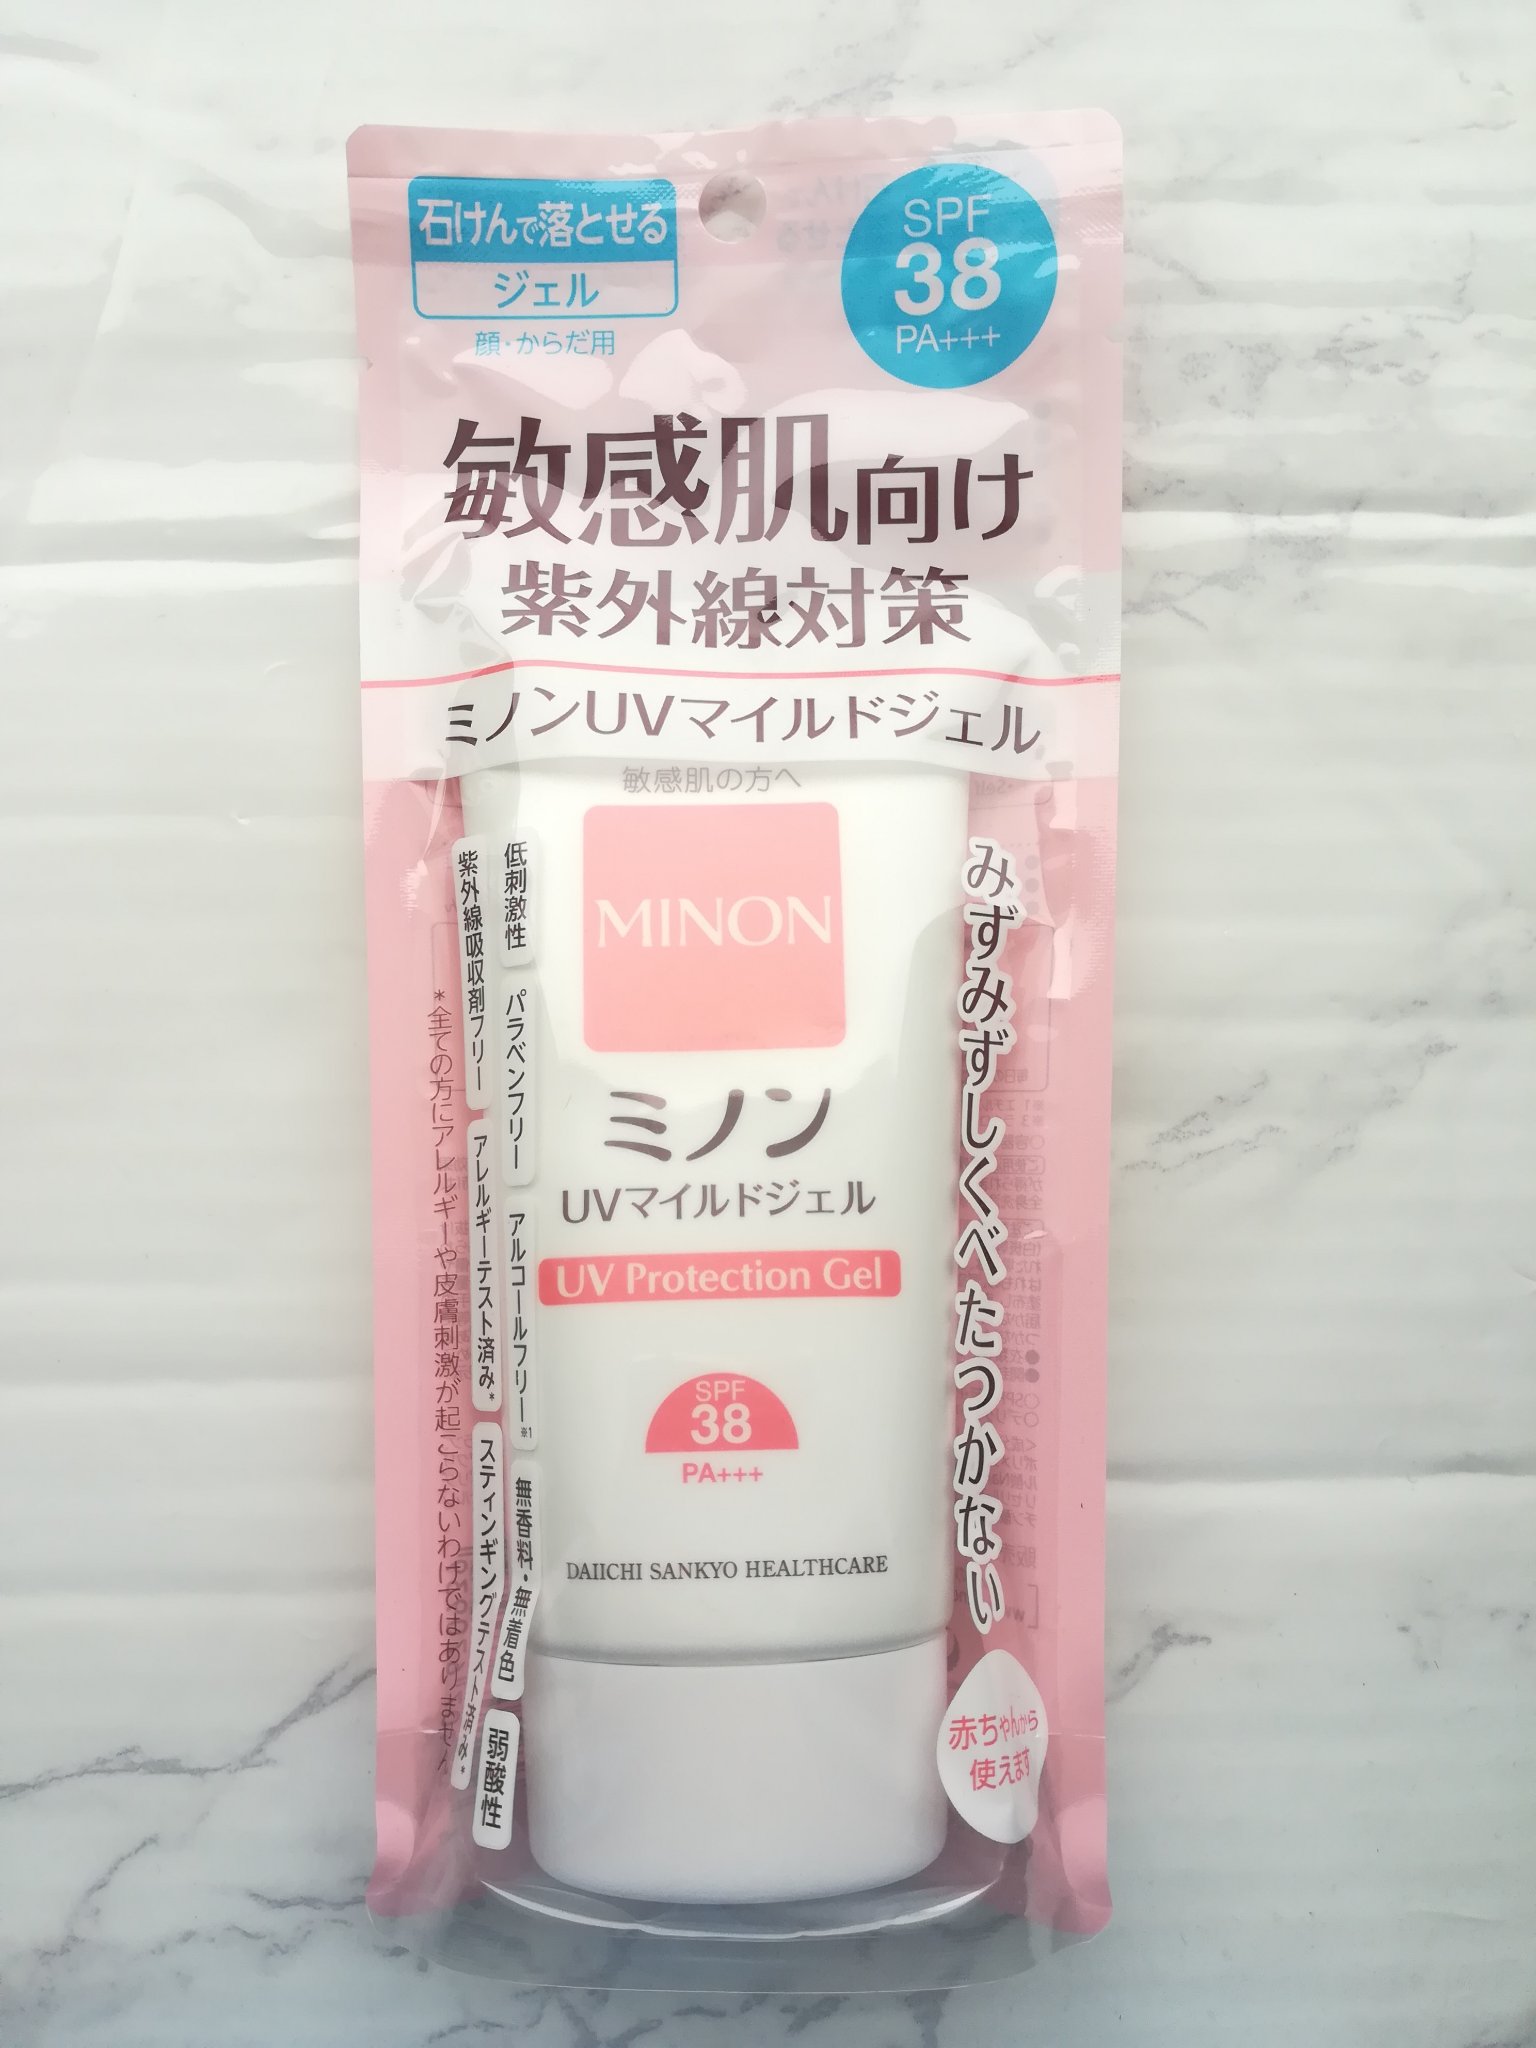 石けんで落とせる
ジェル
顔・からだ用
SPF
38
PA+++
敏感肌向け
紫外線対策
ミノンUVマイルドジェル
敏感肌の方へ
MINON
ミノン
UVマイルドジェル
UV Protection Gel
SPF
38
PA+++
DAIICHI SANKYO HEALTHCARE
みずみずしくべたつかない
低刺激性
パラベンフリー
アルコールフリー※1
無香料・無着色
弱酸性
紫外線吸収剤フリー
アレルギーテスト済み*
スティンギングテスト済み*
*全ての方にアレルギーや皮膚刺激が起こらないわけではありません
赤ちゃんから
使えます